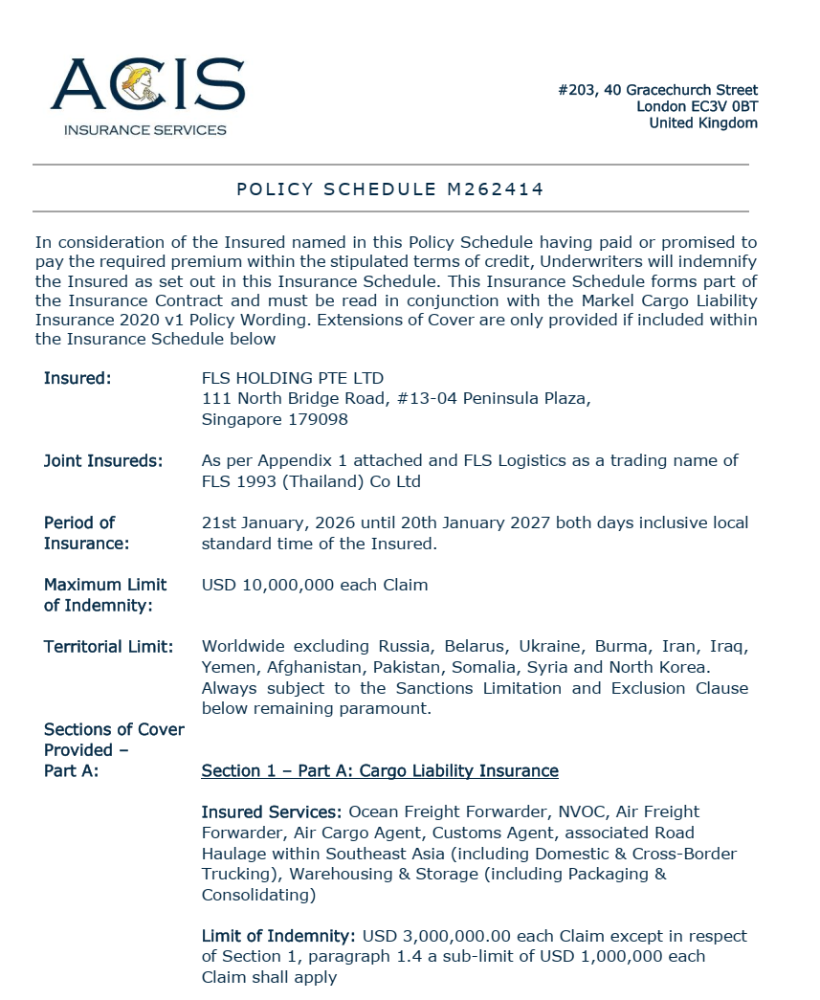 ACIS
INSURANCE SERVICES
#203, 40 Gracechurch Street
London EC3V 0BT
United Kingdom
POLICY SCHEDULE M262414
In consideration of the Insured named in this Policy Schedule having paid or promised to
pay the required premium within the stipulated terms of credit, Underwriters will indemnify
the Insured as set out in this Insurance Schedule. This Insurance Schedule forms part of
the Insurance Contract and must be read in conjunction with the Markel Cargo Liability
Insurance 2020 v1 Policy Wording. Extensions of Cover are only provided if included within
the Insurance Schedule below
Insured: FLS HOLDING PTE LTD
111 North Bridge Road, #13-04 Peninsula Plaza,
Singapore 179098
Joint Insureds: As per Appendix 1 attached and FLS Logistics as a trading name of
FLS 1993 (Thailand) Co Ltd
Period of 21st January, 2026 until 20th January 2027 both days inclusive local
Insurance: standard time of the Insured.
Maximum Limit USD 10,000,000 each Claim
of Indemnity:
Territorial Limit: Worldwide excluding Russia, Belarus, Ukraine, Burma, Iran, Iraq,
Yemen, Afghanistan, Pakistan, Somalia, Syria and North Korea.
Always subject to the Sanctions Limitation and Exclusion Clause
below remaining paramount.
Sections of Cover
Provided –
Part A: Section 1 – Part A: Cargo Liability Insurance
Insured Services: Ocean Freight Forwarder, NVOC, Air Freight
Forwarder, Air Cargo Agent, Customs Agent, associated Road
Haulage within Southeast Asia (including Domestic & Cross-Border
Trucking), Warehousing & Storage (including Packaging &
Consolidating)
Limit of Indemnity: USD 3,000,000.00 each Claim except in respect
of Section 1, paragraph 1.4 a sub-limit of USD 1,000,000 each
Claim shall apply